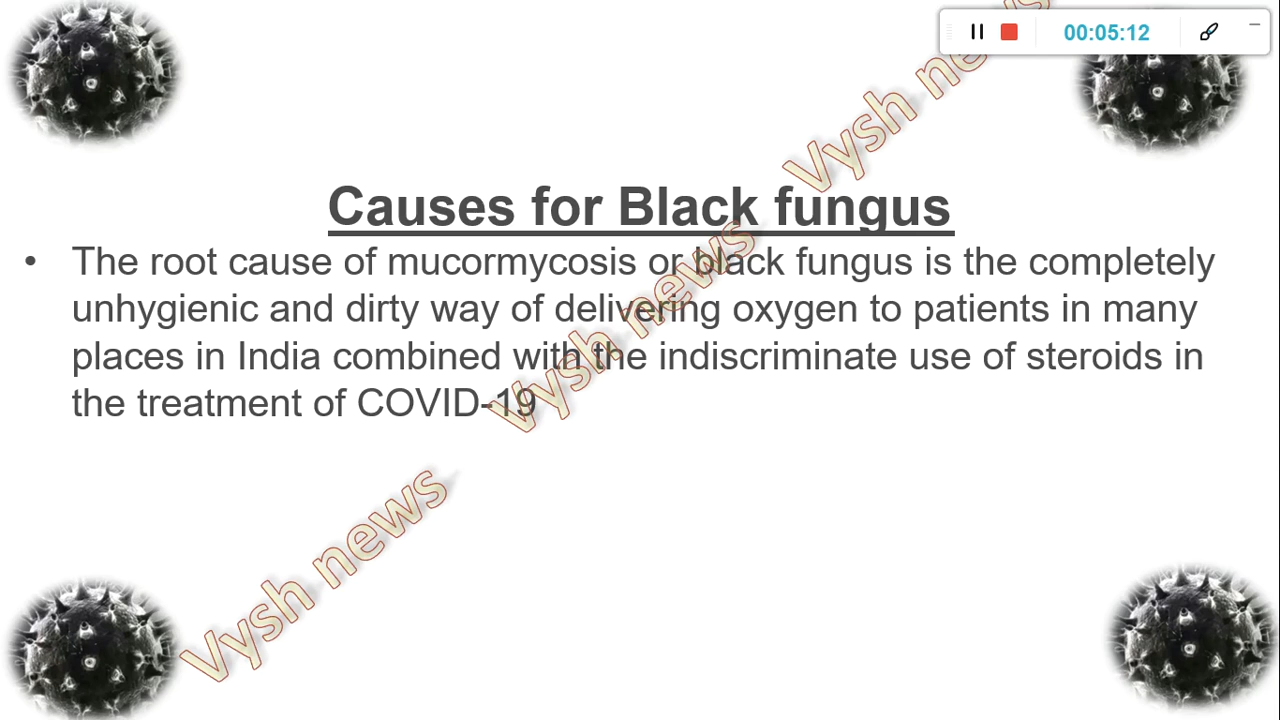 00:05:12
Vysh news
Causes for Black fungus
• The root cause of mucormycosis or black fungus is the completely
unhygienic and dirty way of delivering oxygen to patients in many
places in India combined with the indiscriminate use of steroids in
the treatment of COVID-19
Vysh news
Vysh news